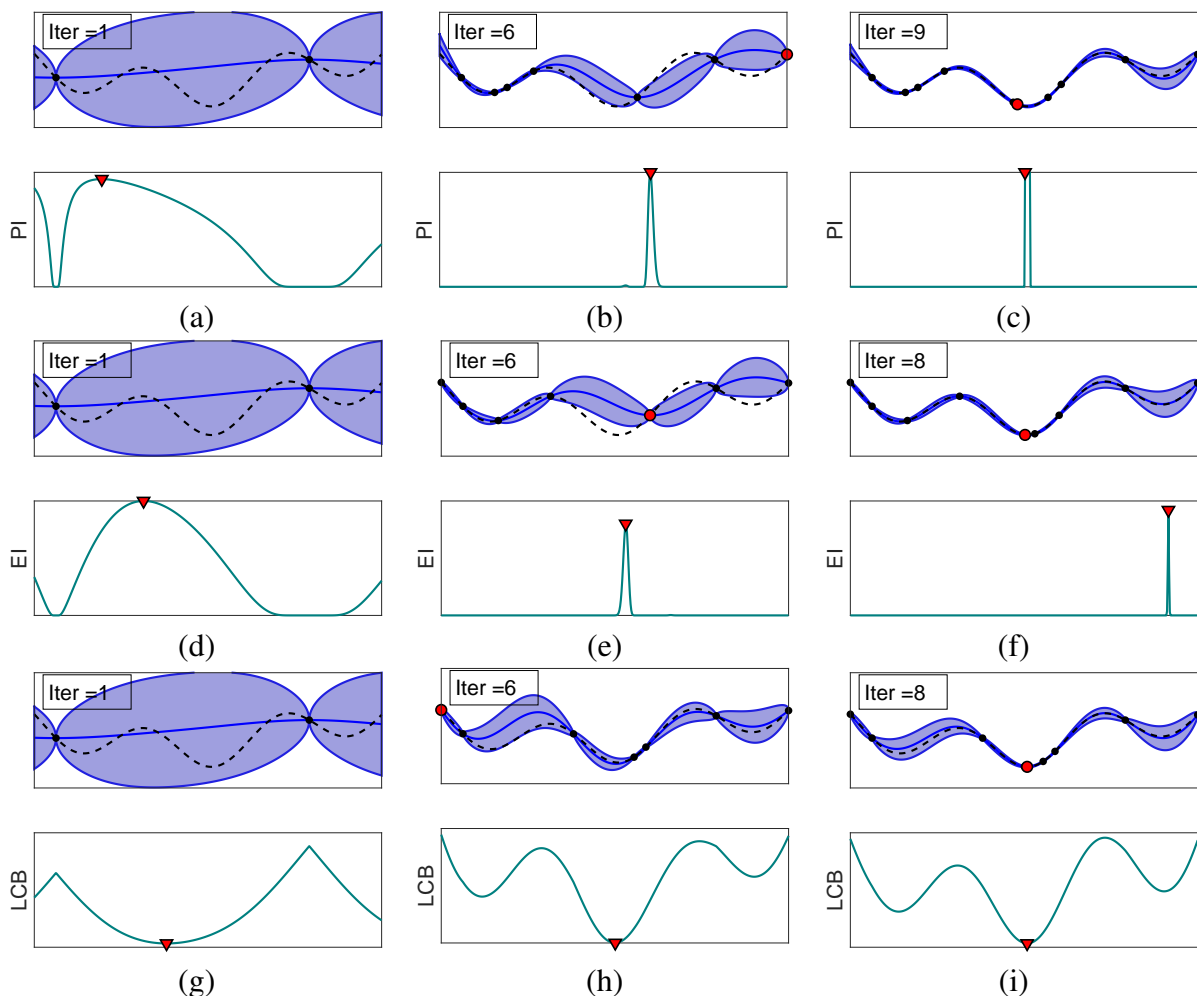 Iter =1
Iter =6
Iter =9
PI
PI
PI
(a)
(b)
(c)
Iter =1
Iter =6
Iter =8
EI
EI
EI
(d)
(e)
(f)
Iter =1
Iter =6
Iter =8
LCB
LCB
LCB
(g)
(h)
(i)